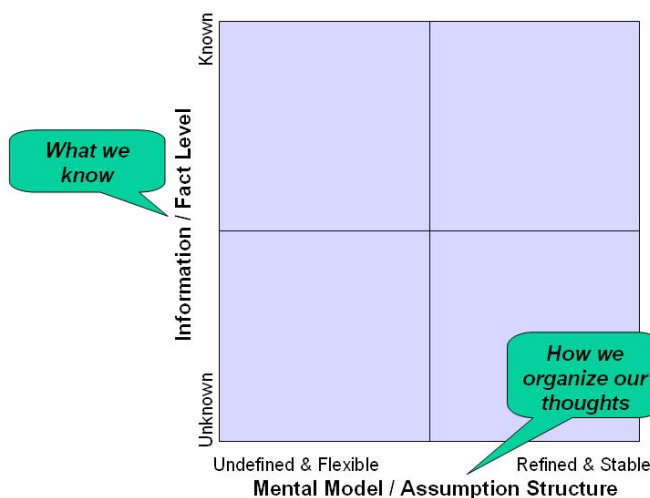 Known
What we
know
Information / Fact Level
How we
organize our
thoughts
Unknown
Undefined & Flexible
Refined & Stable
Mental Model / Assumption Structure